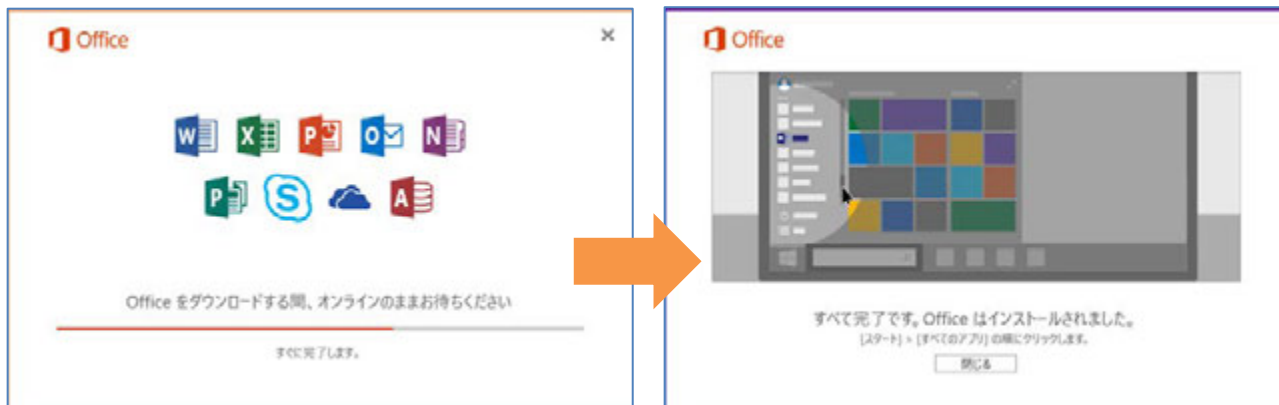 Office
Office をダウンロードする間、オンラインのままお待ちください
すぐに完了します。
Office
すべて完了です。Office はインストールされました。
[スタート] > [すべてのアプリ] の順にクリックします。
閉じる